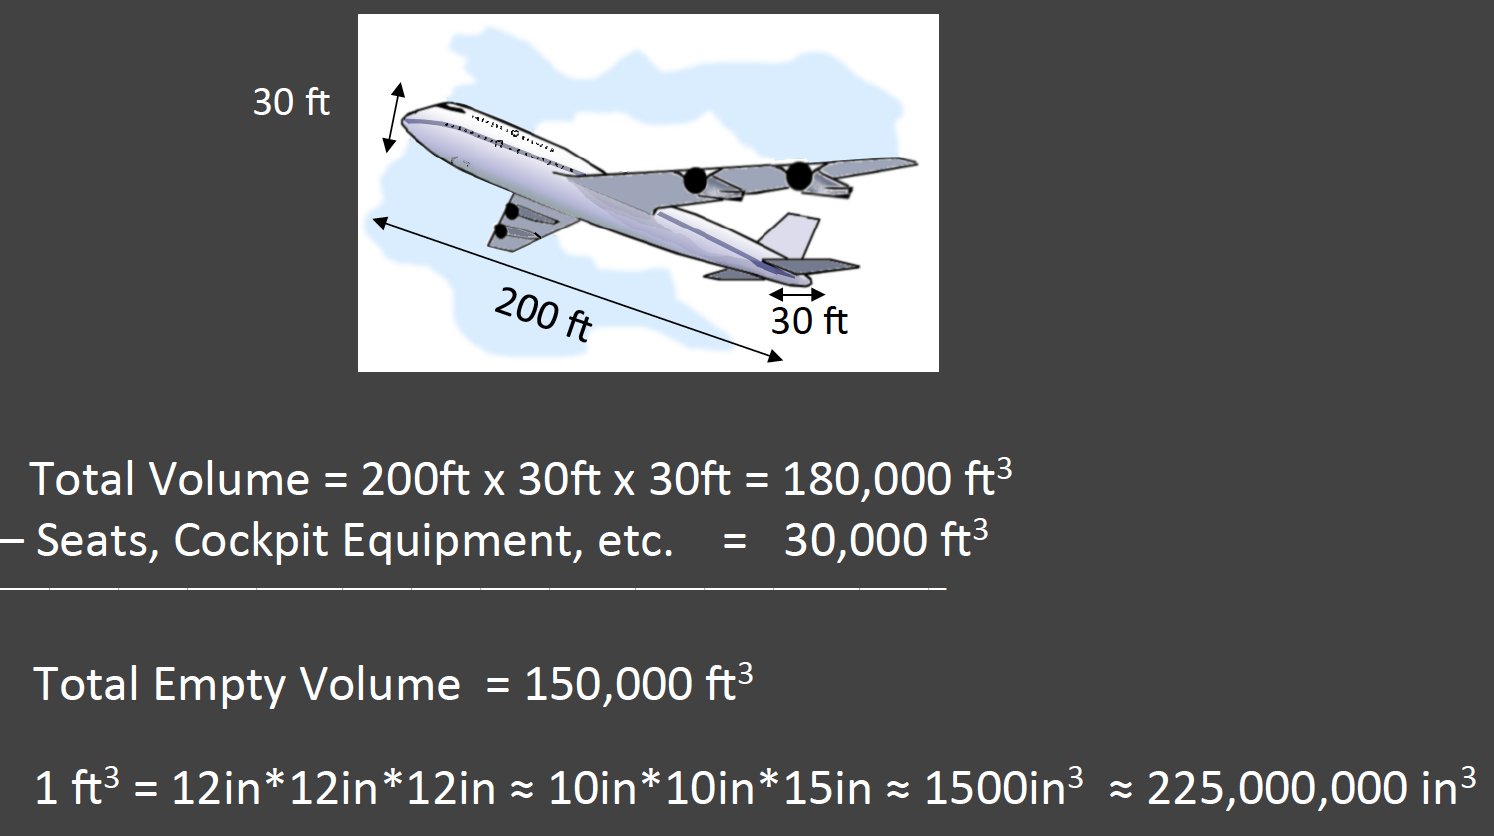 30 ft
200 ft
30 ft
Total Volume = 200ft x 30ft x 30ft = 180,000 ft³
– Seats, Cockpit Equipment, etc. = 30,000 ft³
Total Empty Volume = 150,000 ft³
1 ft³ = 12in*12in*12in ≈ 10in*10in*15in ≈ 1500in³ ≈ 225,000,000 in³